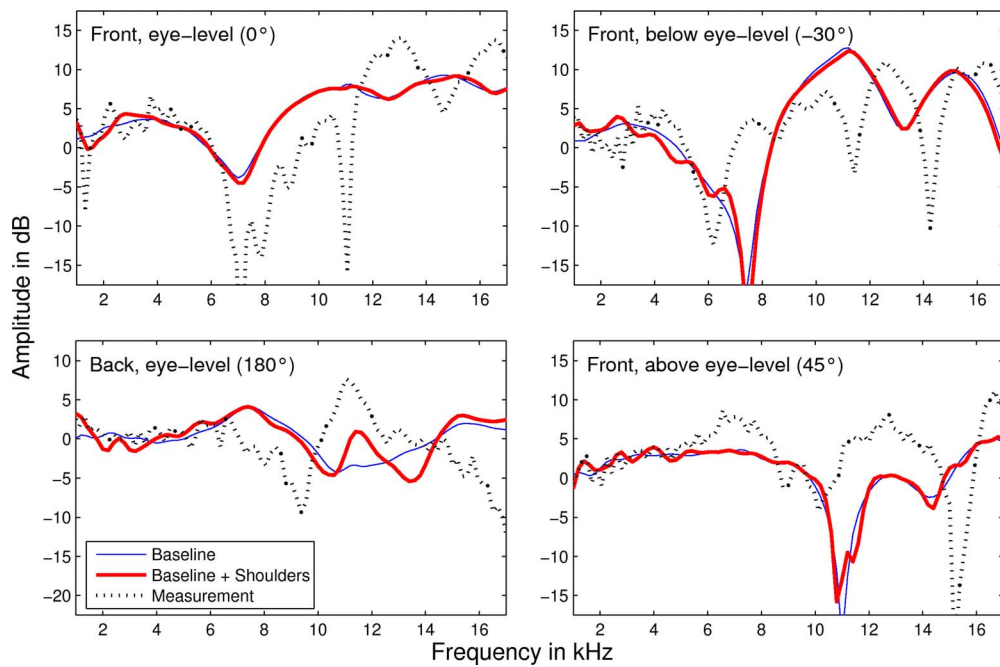 Front, eye−level (0°)
15
10
5
0
−5
−10
−15
2 4 6 8 10 12 14 16
Front, below eye−level (−30°)
10
5
0
−5
−10
−15
2 4 6 8 10 12 14 16
Amplitude in dB
Back, eye−level (180°)
10
5
0
−5
−10
−15
−20
Baseline
Baseline + Shoulders
Measurement
2 4 6 8 10 12 14 16
Front, above eye−level (45°)
15
10
5
0
−5
−10
−15
2 4 6 8 10 12 14 16
Frequency in kHz